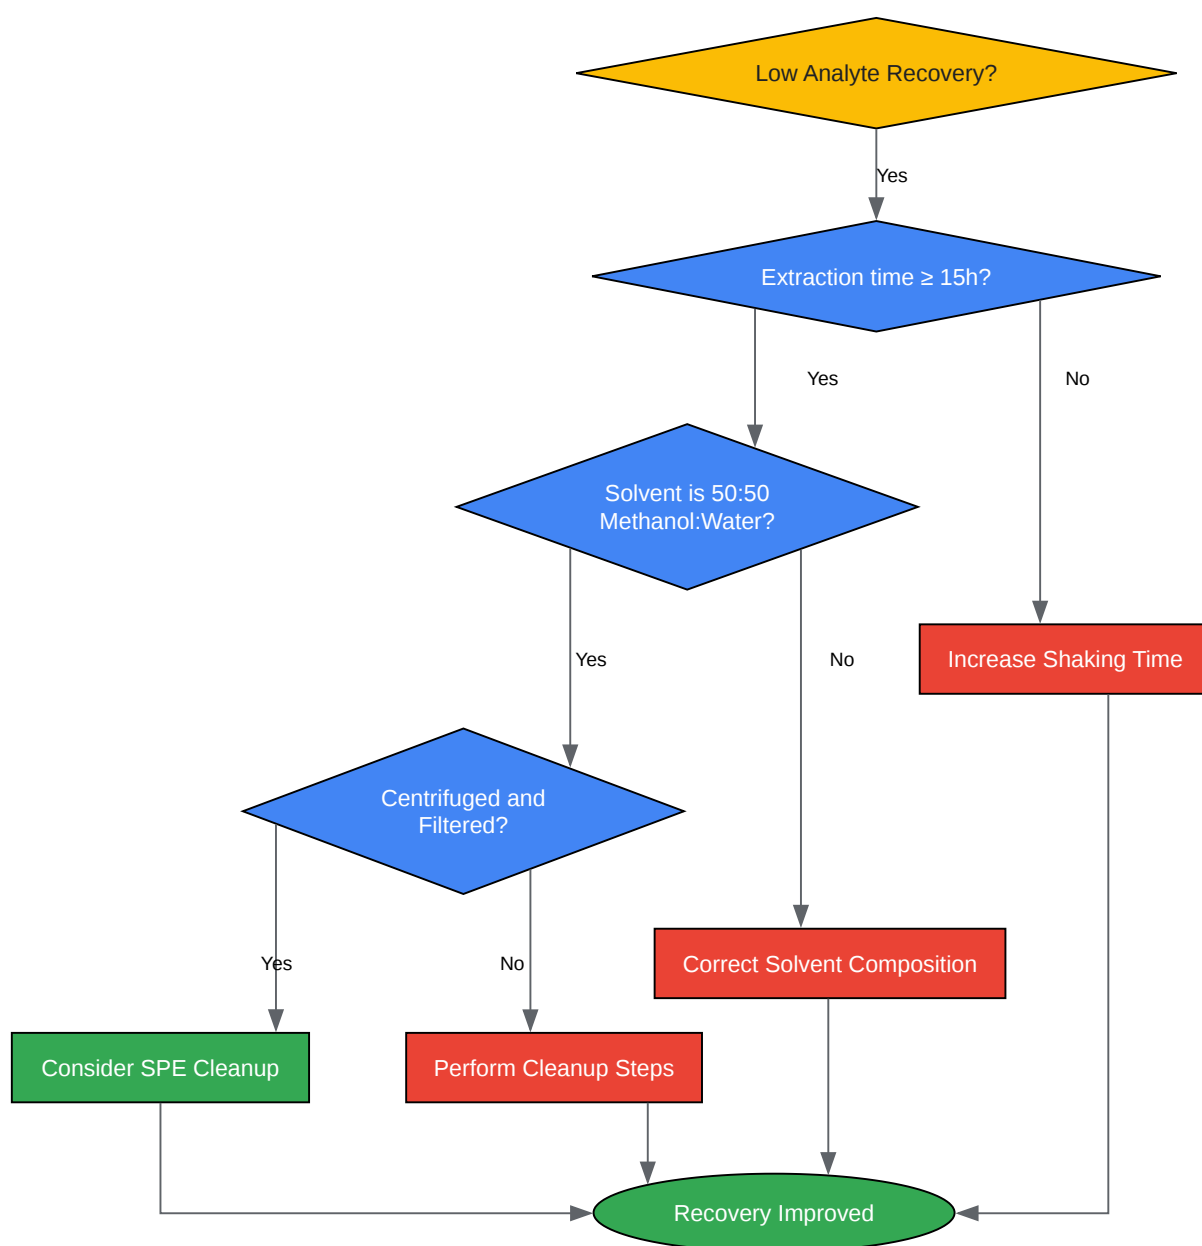 Low Analyte Recovery?
Yes
Extraction time ≥ 15h?
Yes
No
Solvent is 50:50
Methanol:Water?
Yes
No
Increase Shaking Time
Centrifuged and
Filtered?
Yes
No
Correct Solvent Composition
Consider SPE Cleanup
Perform Cleanup Steps
Recovery Improved